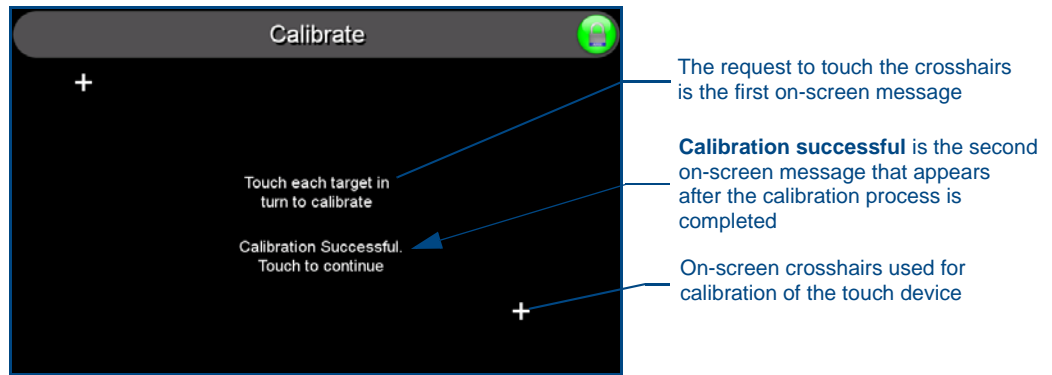 Calibrate
Touch each target in
turn to calibrate
Calibration Successful.
Touch to continue
The request to touch the crosshairs
is the first on-screen message
Calibration successful is the second
on-screen message that appears
after the calibration process is
completed
On-screen crosshairs used for
calibration of the touch device